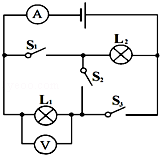 A
S₁ L₂
S₂
L₁ S₃
V